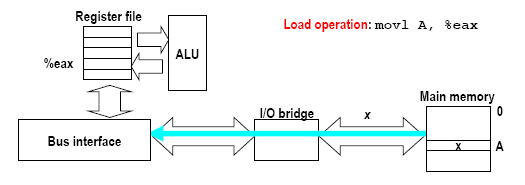 Register file
Load operation: movl A, %eax
ALU
%eax
Main memory
I/O bridge
x
0
Bus interface
x
A